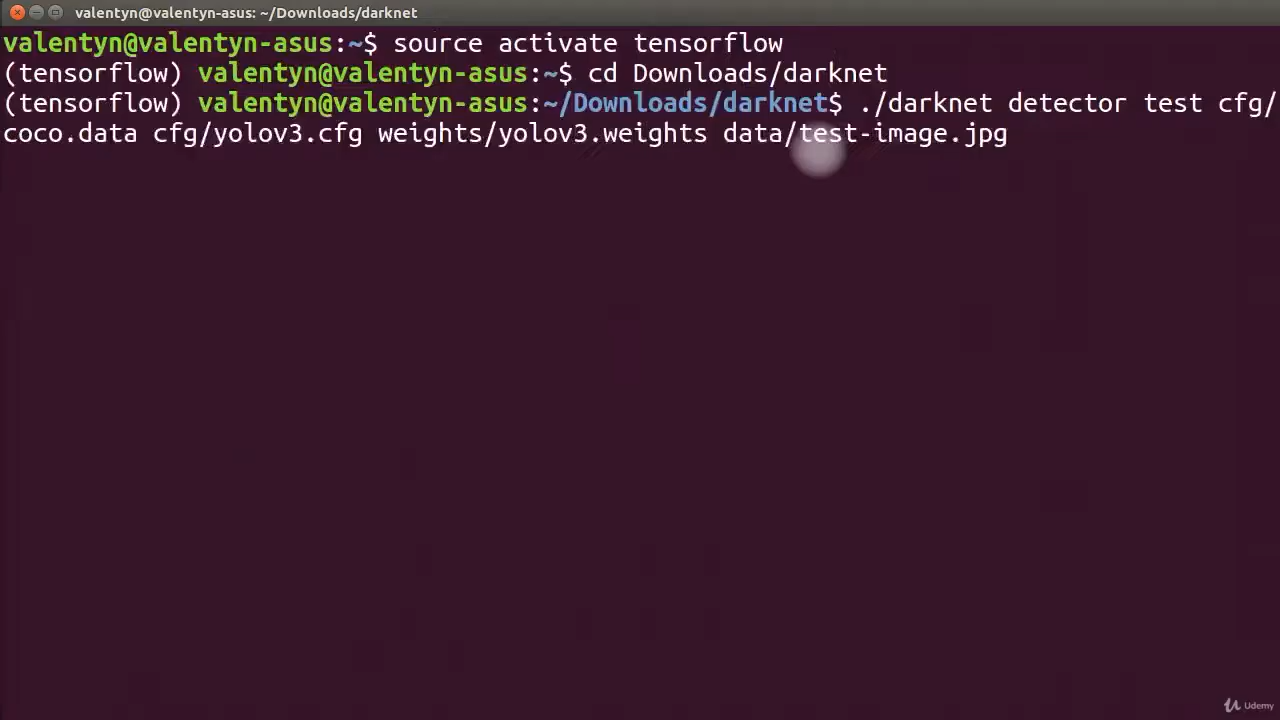 valentyn@valentyn-asus: ~/Downloads/darknet
valentyn@valentyn-asus:~$ source activate tensorflow
(tensorflow) valentyn@valentyn-asus:~$ cd Downloads/darknet
(tensorflow) valentyn@valentyn-asus:~/Downloads/darknet$ ./darknet detector test cfg/
coco.data cfg/yolov3.cfg weights/yolov3.weights data/test-image.jpg
Udemy